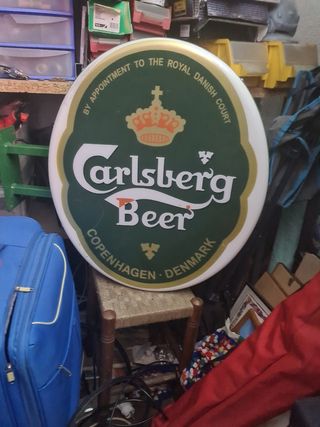 BY APPOINTMENT TO THE ROYAL DANISH COURT
Carlsberg
Beer
COPENHAGEN · DENMARK